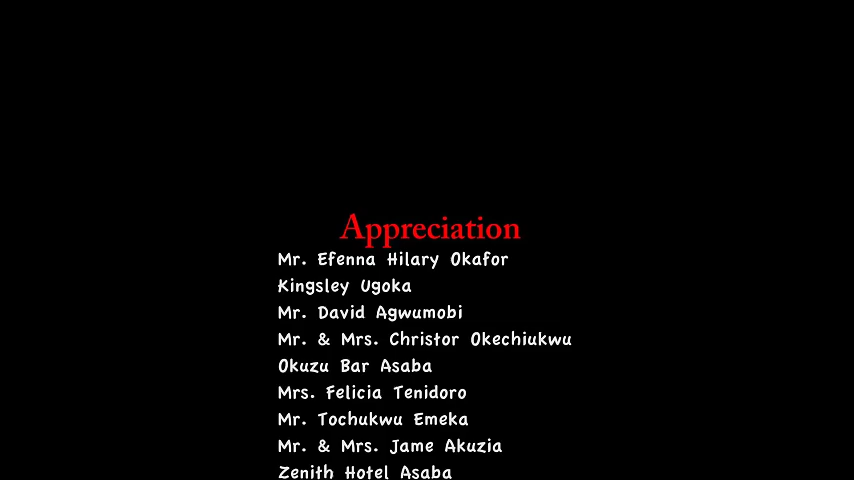 Appreciation
Mr. Efenna Hilary Okafor
Kingsley Ugoka
Mr. David Agwumobi
Mr. & Mrs. Christor Okechiukwu
Okuzu Bar Asaba
Mrs. Felicia Tenidoro
Mr. Tochukwu Emeka
Mr. & Mrs. Jame Akuzia
Zenith Hotel Asaba